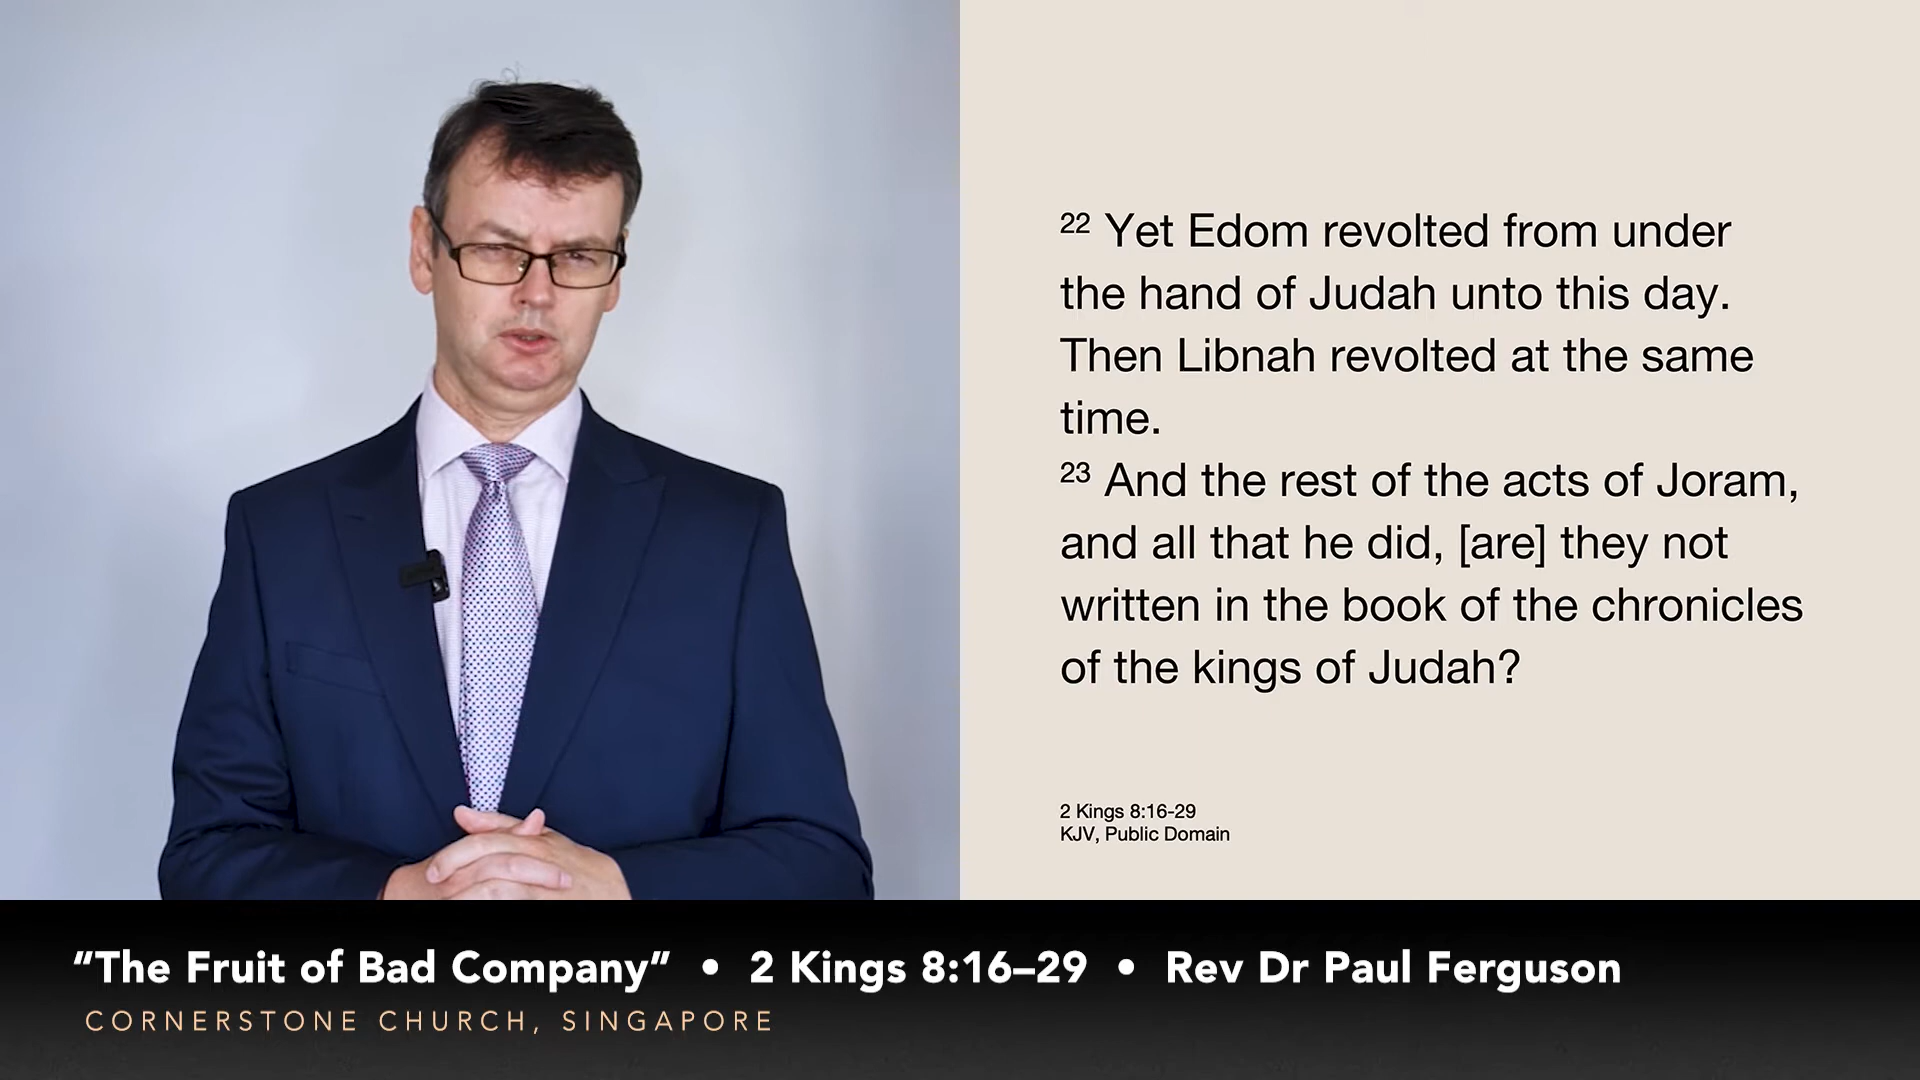 22 Yet Edom revolted from under
the hand of Judah unto this day.
Then Libnah revolted at the same
time.
23 And the rest of the acts of Joram,
and all that he did, [are] they not
written in the book of the chronicles
of the kings of Judah?
2 Kings 8:16-29
KJV, Public Domain
"The Fruit of Bad Company" • 2 Kings 8:16–29 • Rev Dr Paul Ferguson
CORNERSTONE CHURCH, SINGAPORE